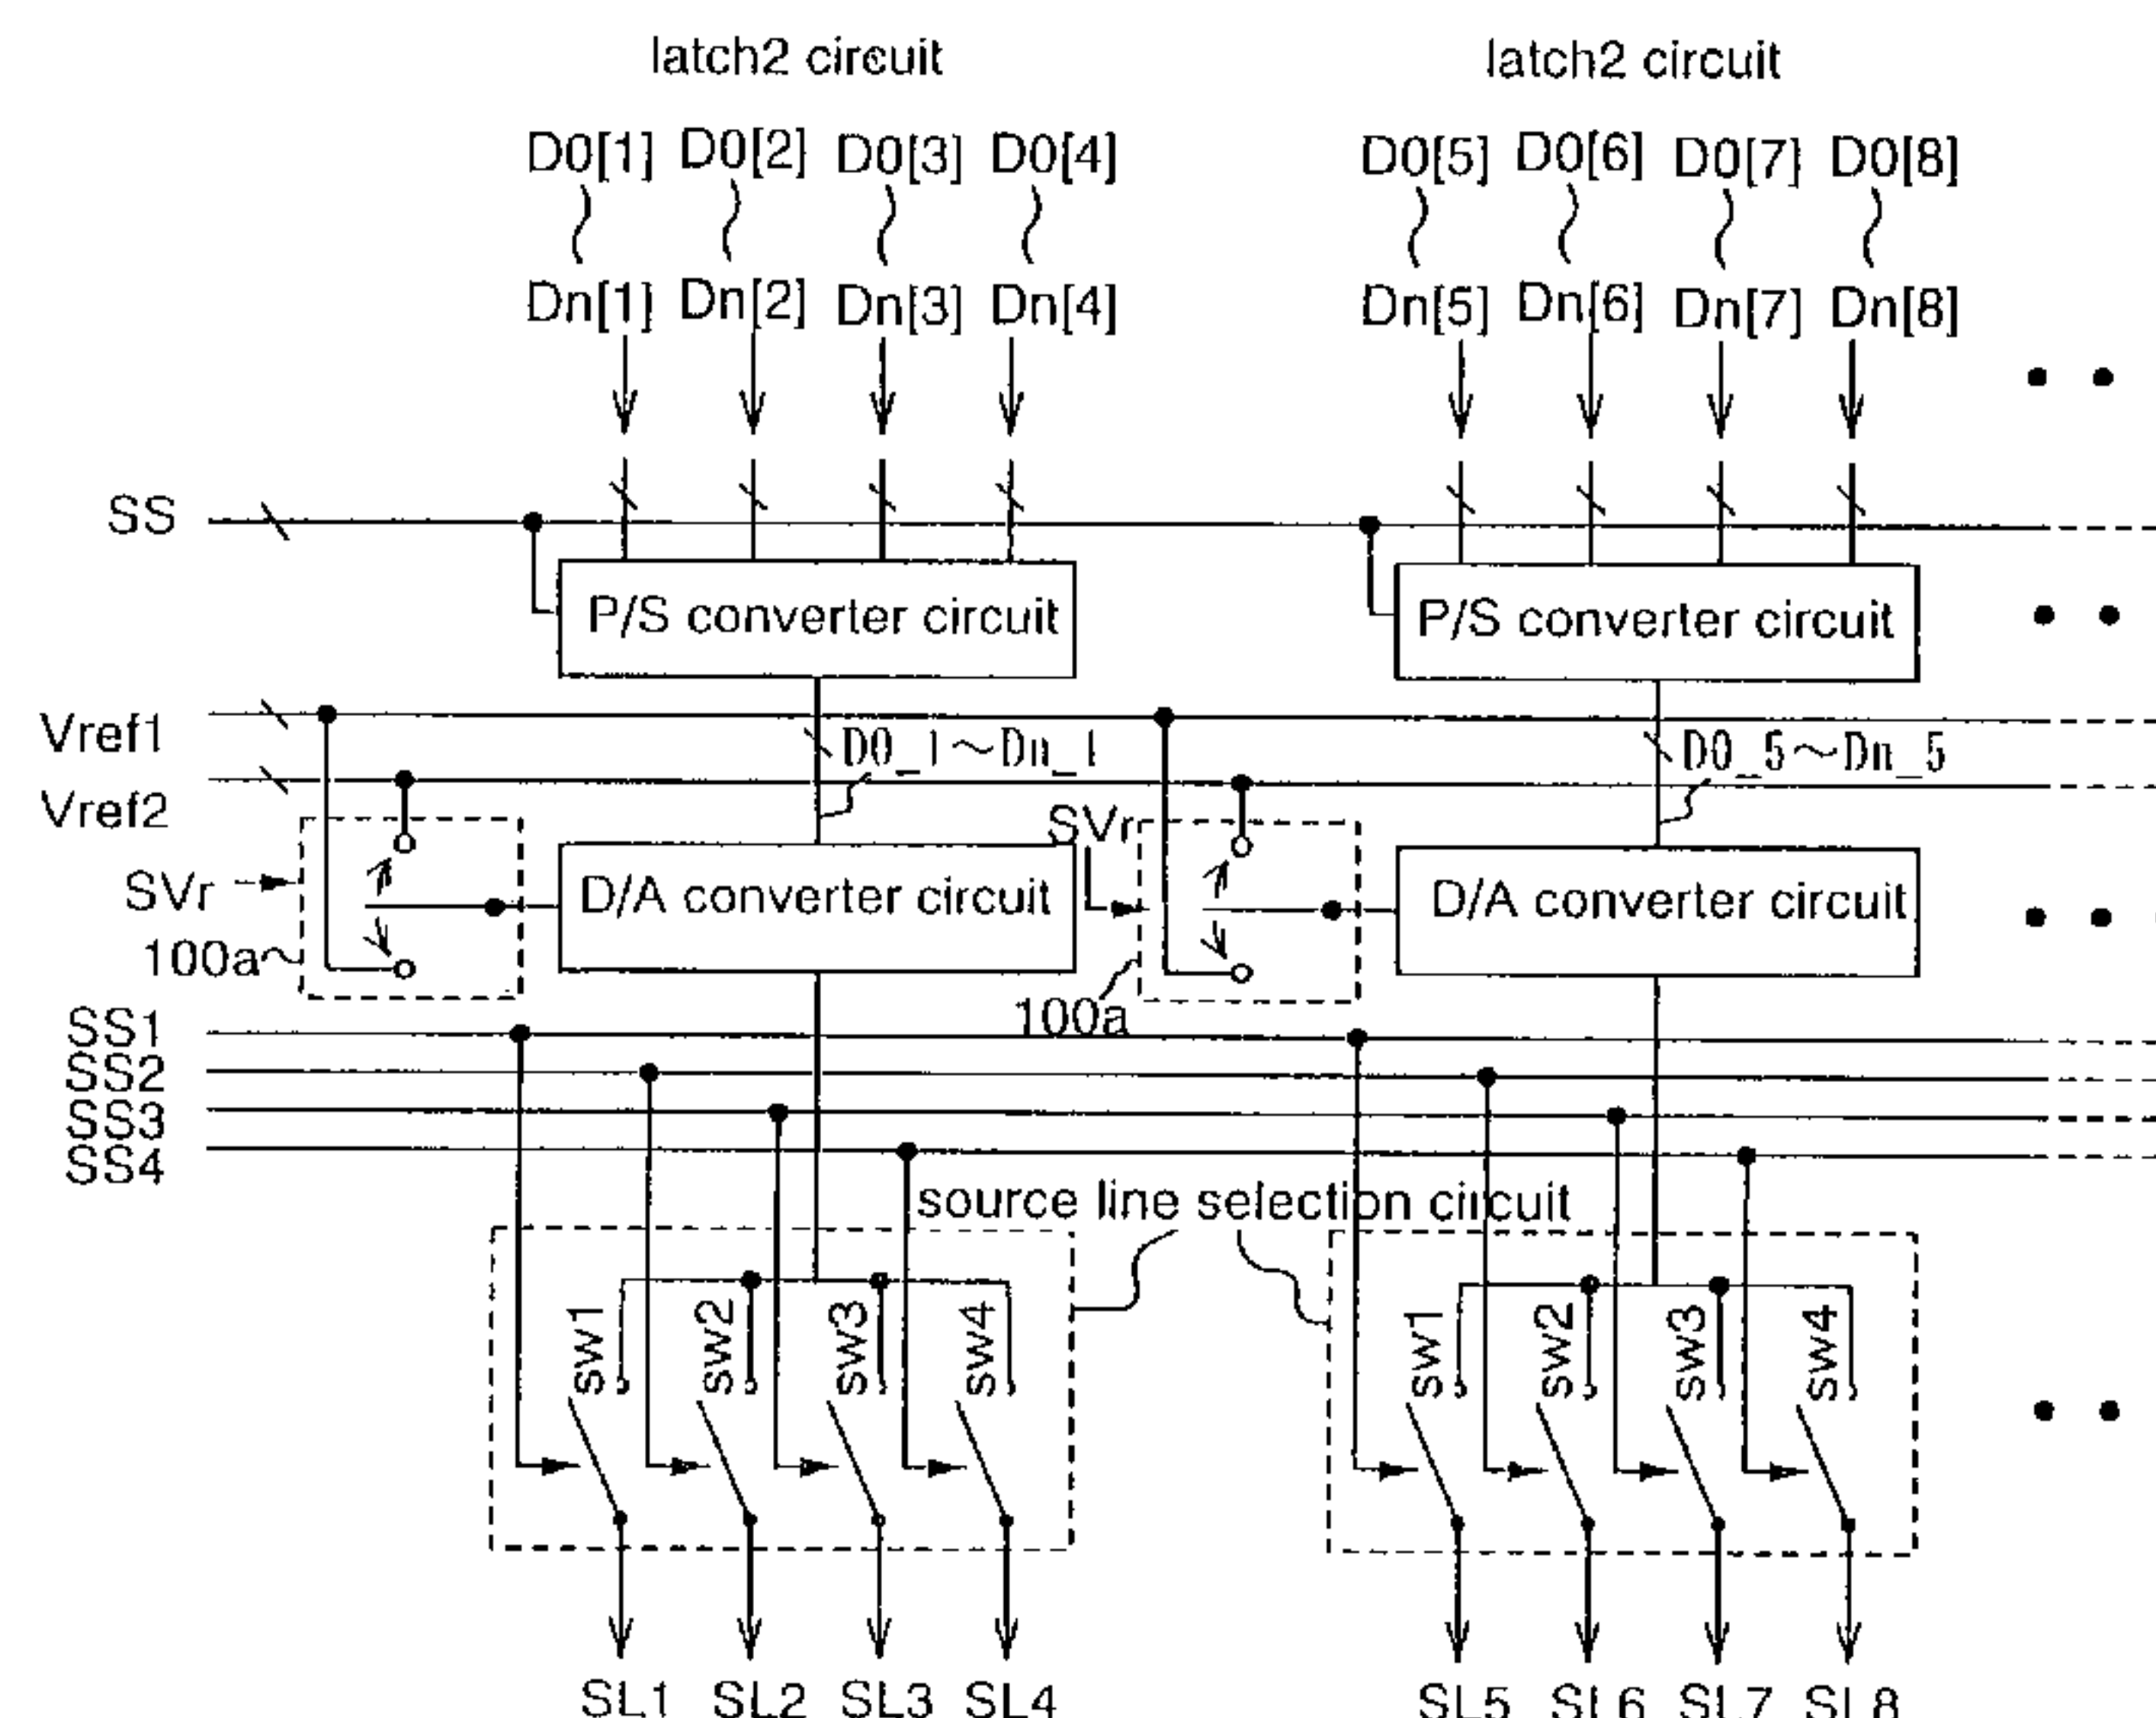 latch2 circuit latch2 circuit
D0[1] D0[2] D0[3] D0[4] D0[5] D0[6] D0[7] D0[8]
Dn[1] Dn[2] Dn[3] Dn[4] Dn[5] Dn[6] Dn[7] Dn[8]
SS
P/S converter circuit P/S converter circuit
Vref1
D0_1~Dn_1 D0_5~Dn_5
Vref2
SVr
SVr
D/A converter circuit D/A converter circuit
100a
100a
SS1
SS2
SS3
SS4
source line selection circuit
sw1 sw2 sw3 sw4 sw1 sw2 sw3 sw4
SL1 SL2 SL3 SL4 SL5 SL6 SL7 SL8